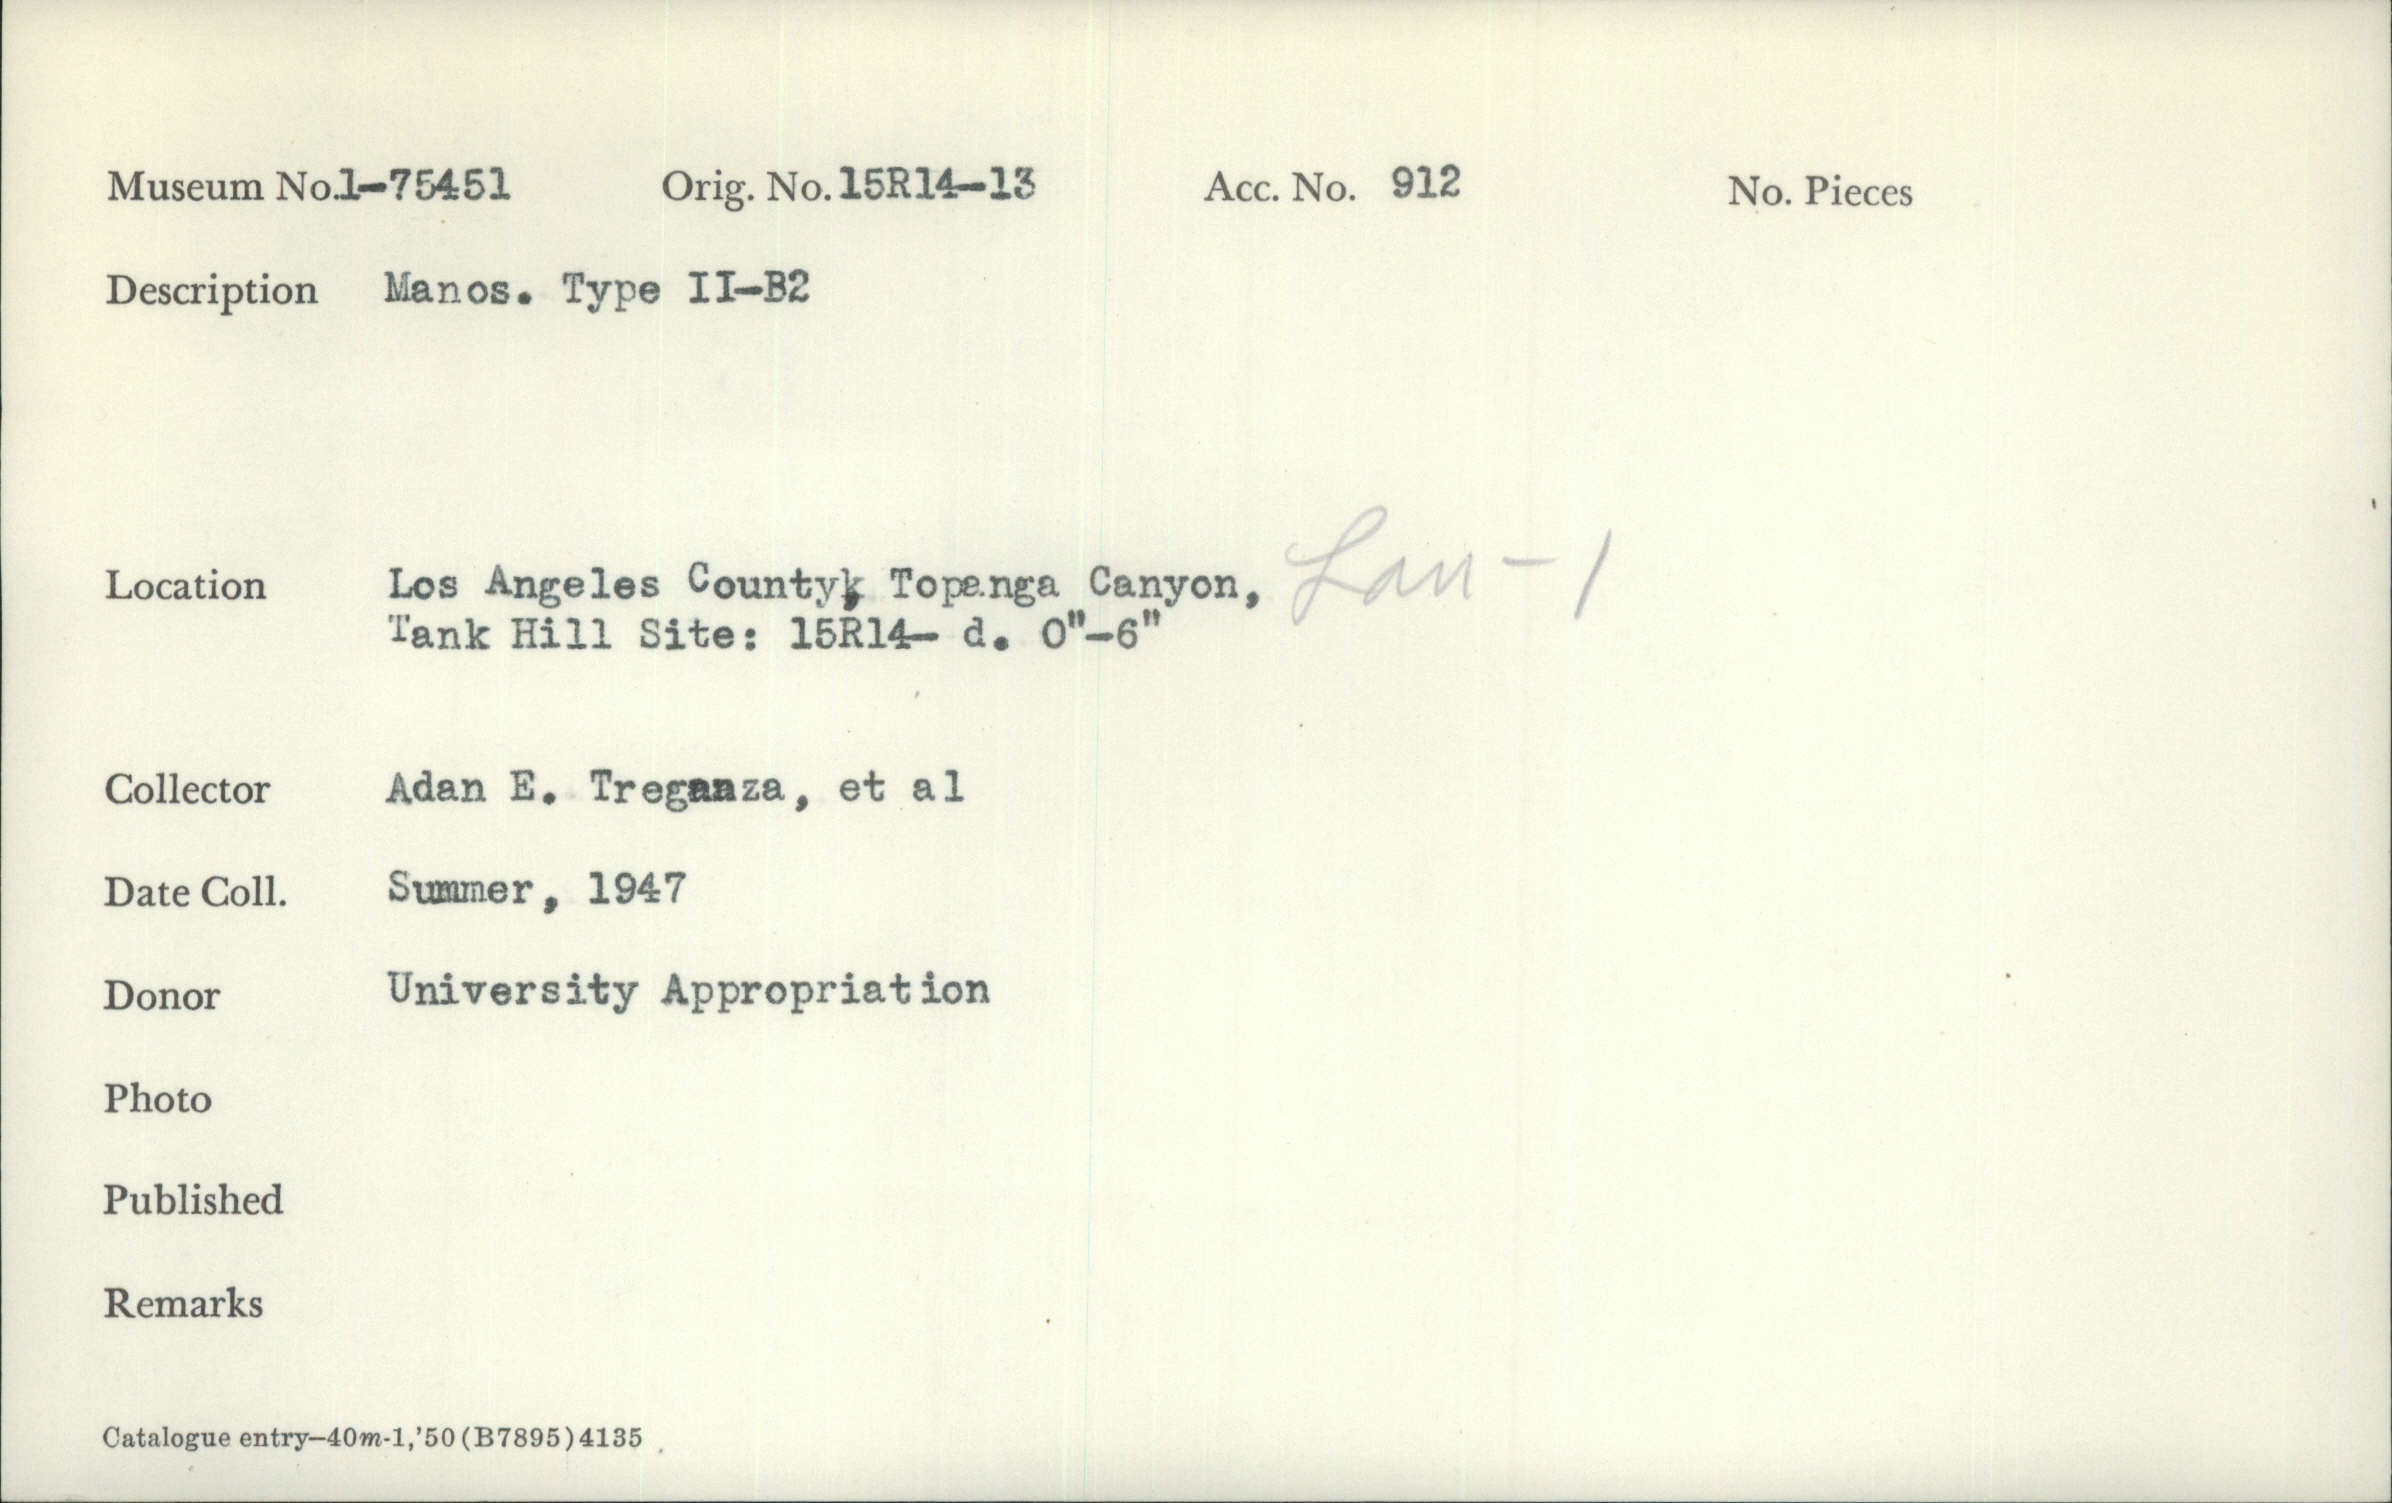 Museum No.1-75451 Orig. No. 15R14-13 Acc. No. 912 No. Pieces
Description Manos. Type II-B2
Location Los Angeles County, Topanga Canyon, Lan-1
Tank Hill Site: 15R14- d. 0"-6"
Collector Adan E. Treganza, et al
Date Coll. Summer, 1947
Donor University Appropriation
Photo
Published
Remarks
Catalogue entry—40m-1,'50(B7895)4135